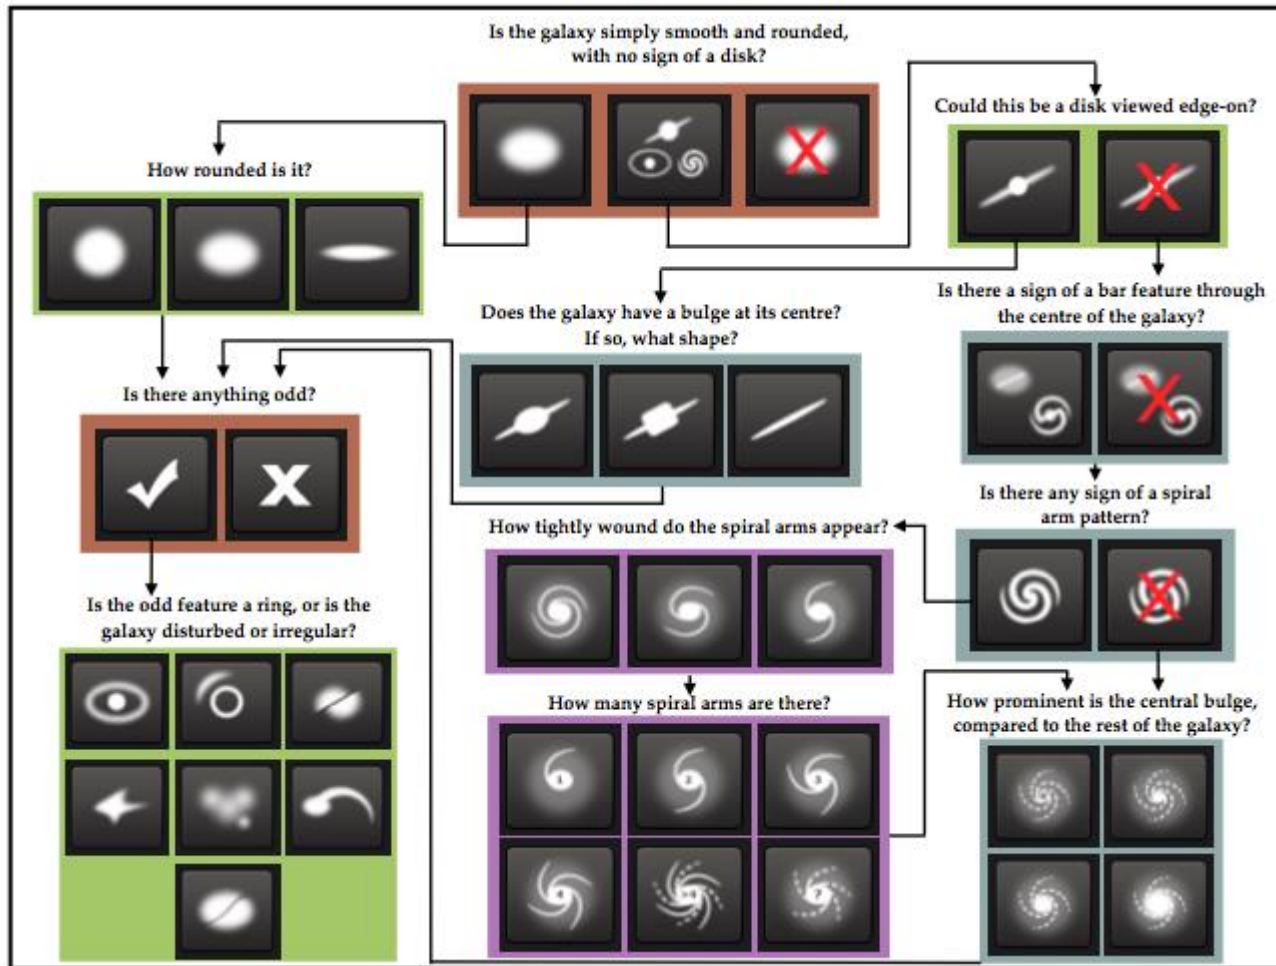 Is the galaxy simply smooth and rounded,
with no sign of a disk?
Could this be a disk viewed edge-on?
How rounded is it?
Is there a sign of a bar feature through
the centre of the galaxy?
Does the galaxy have a bulge at its centre?
If so, what shape?
Is there anything odd?
Is there any sign of a spiral
arm pattern?
How tightly wound do the spiral arms appear?
Is the odd feature a ring, or is the
galaxy disturbed or irregular?
How many spiral arms are there?
How prominent is the central bulge,
compared to the rest of the galaxy?
1 2 3
4 ?